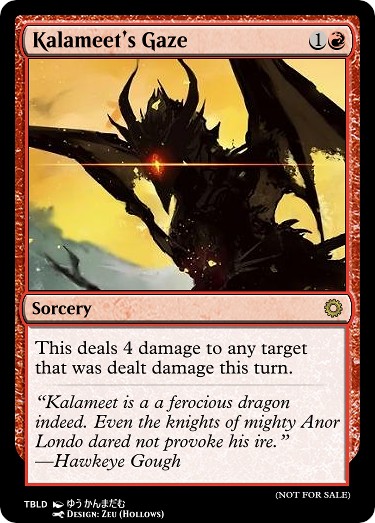 Kalameet's Gaze 1
Sorcery
This deals 4 damage to any target
that was dealt damage this turn.
“Kalameet is a a ferocious dragon
indeed. Even the knights of mighty Anor
Londo dared not provoke his ire.”
—Hawkeye Gough
(NOT FOR SALE)
TBLD ゆうかんまだむ
Design: Zeu (Hollows)